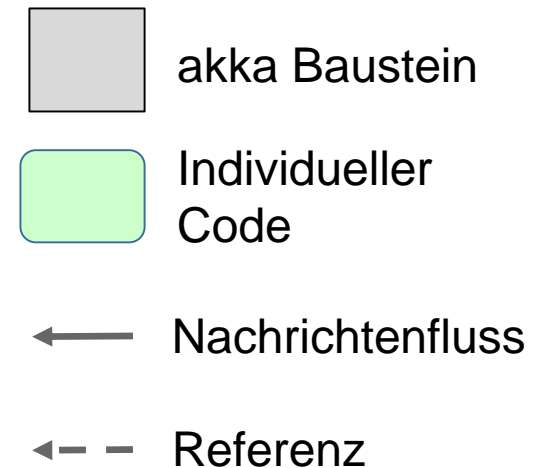 akka Baustein
Individueller
Code
Nachrichtenfluss
Referenz